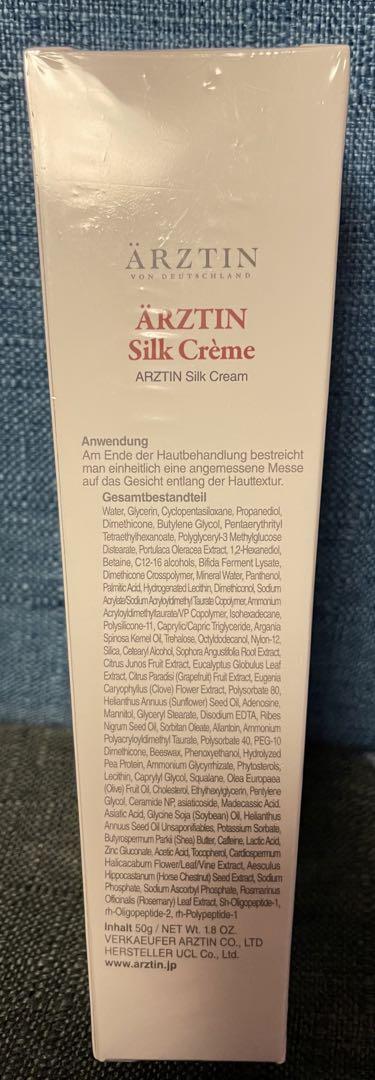 ÄRZTIN
VON DEUTSCHLAND
ÄRZTIN
Silk Crème
ARZTIN Silk Cream
Anwendung
Am Ende der Hautbehandlung bestreicht
man einheitlich eine angemessene Messe
auf das Gesicht entlang der Hauttextur.
Gesamtbestandteil
Water, Glycerin, Cyclopentasiloxane, Propanediol,
Dimethicone, Butylene Glycol, Pentaerythrityl
Tetraethylhexanoate, Polyglyceryl-3 Methylglucose
Distearate, Portulaca Oleracea Extract, 1,2-Hexanediol,
Betaine, C12-16 alcohols, Bifida Ferment Lysate,
Dimethicone Crosspolymer, Mineral Water, Panthenol,
Palmitic Acid, Hydrogenated Lecithin, Dimethiconol, Sodium
Acrylate/Sodium Acryloyldimethyl Taurate Copolymer, Ammonium
Acryloyldimethyltaurate/VP Copolymer, Isohexadecane,
Polysilicone-11, Caprylic/Capric Triglyceride, Argania
Spinosa Kernel Oil, Trehalose, Octyldodecanol, Nylon-12,
Silica, Cetearyl Alcohol, Sophora Angustifolia Root Extract,
Citrus Junos Fruit Extract, Eucalyptus Globulus Leaf
Extract, Citrus Paradisi (Grapefruit) Fruit Extract, Eugenia
Caryophyllus (Clove) Flower Extract, Polysorbate 80,
Helianthus Annuus (Sunflower) Seed Oil, Adenosine,
Mannitol, Glyceryl Stearate, Disodium EDTA, Ribes
Nigrum Seed Oil, Sorbitan Oleate, Allantoin, Ammonium
Polyacryloyldimethyl Taurate, Polysorbate 40, PEG-10
Dimethicone, Beeswax, Phenoxyethanol, Hydrolyzed
Pea Protein, Ammonium Glycyrrhizate, Phytosterols,
Lecithin, Caprylyl Glycol, Squalane, Olea Europaea
(Olive) Fruit Oil, Cholesterol, Ethylhexylglycerin, Pentylene
Glycol, Ceramide NP, asiaticoside, Madecassic Acid.
Asiatic Acid, Glycine Soja (Soybean) Oil, Helianthus
Annuus Seed Oil Unsaponifiables, Potassium Sorbate,
Butyrospermum Parkii (Shea) Butter, Caffeine, Lactic Acid,
Zinc Gluconate, Acetic Acid, Tocopherol, Cardiospermum
Halicacabum Flower/Leaf/Vine Extract, Aesculus
Hippocastanum (Horse Chestnut) Seed Extract, Sodium
Phosphate, Sodium Ascorbyl Phosphate, Rosmarinus
Officinalis (Rosemary) Leaf Extract, Sh-Oligopeptide-1,
rh-Oligopeptide-2, rh-Polypeptide-1
Inhalt 50g / NET Wt. 1.8 OZ.
VERKAEUFER ARZTIN CO., LTD
HERSTELLER UCL Co., Ltd.
www.arztin.jp